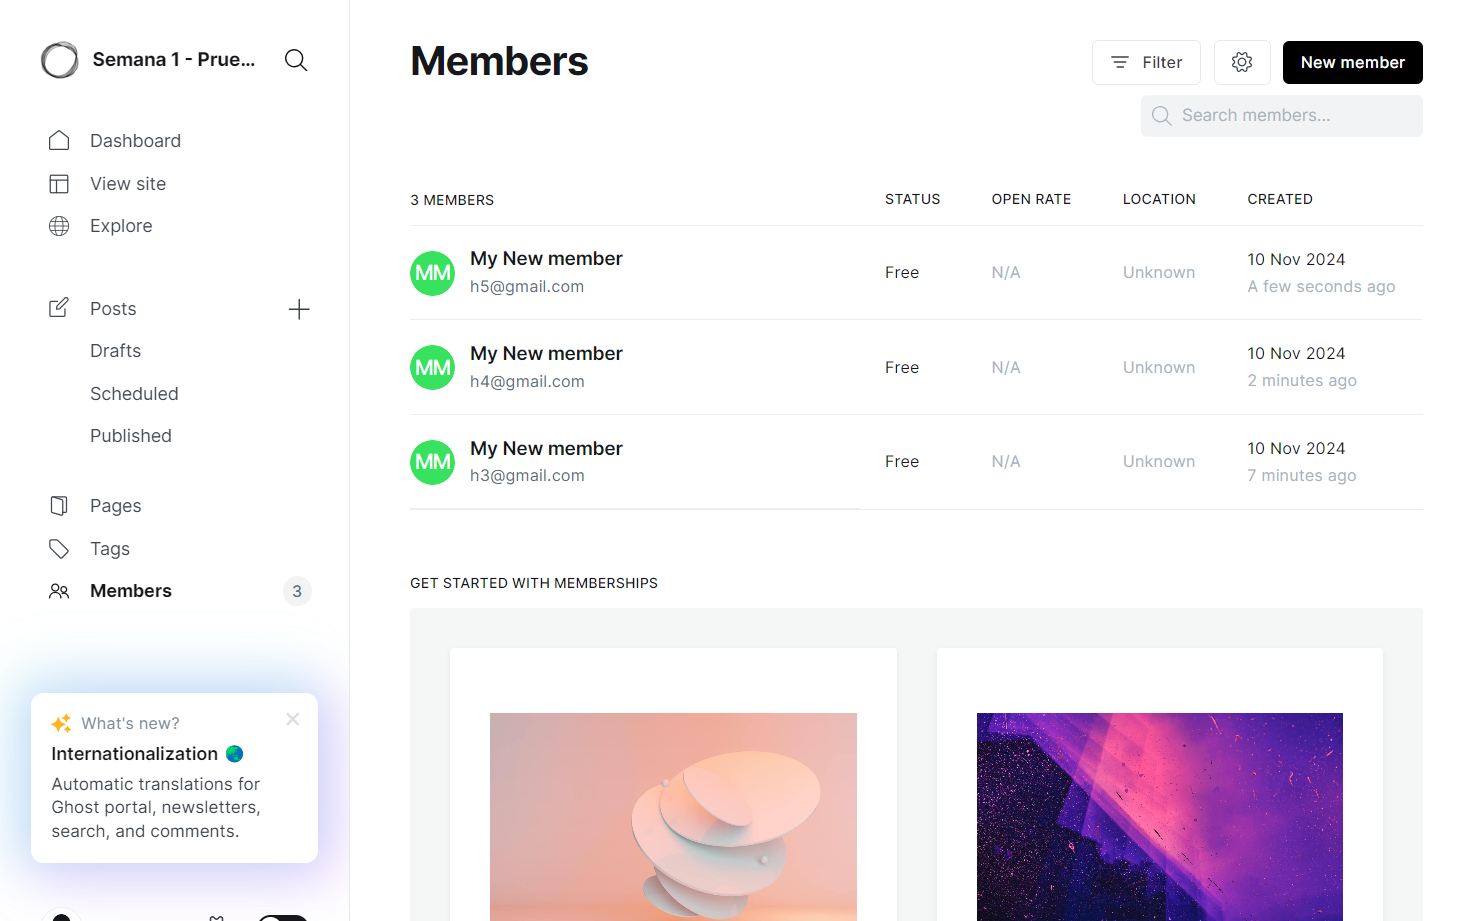 Semana 1 - Prue...
Dashboard
View site
Explore
Posts
Drafts
Scheduled
Published
Pages
Tags
Members
3
What's new?
Internationalization
Automatic translations for
Ghost portal, newsletters,
search, and comments.
Members
Filter
New member
Search members...
3 MEMBERS STATUS OPEN RATE LOCATION CREATED
MM My New member
h5@gmail.com
Free N/A Unknown
10 Nov 2024
A few seconds ago
MM My New member
h4@gmail.com
Free N/A Unknown
10 Nov 2024
2 minutes ago
MM My New member
h3@gmail.com
Free N/A Unknown
10 Nov 2024
7 minutes ago
GET STARTED WITH MEMBERSHIPS